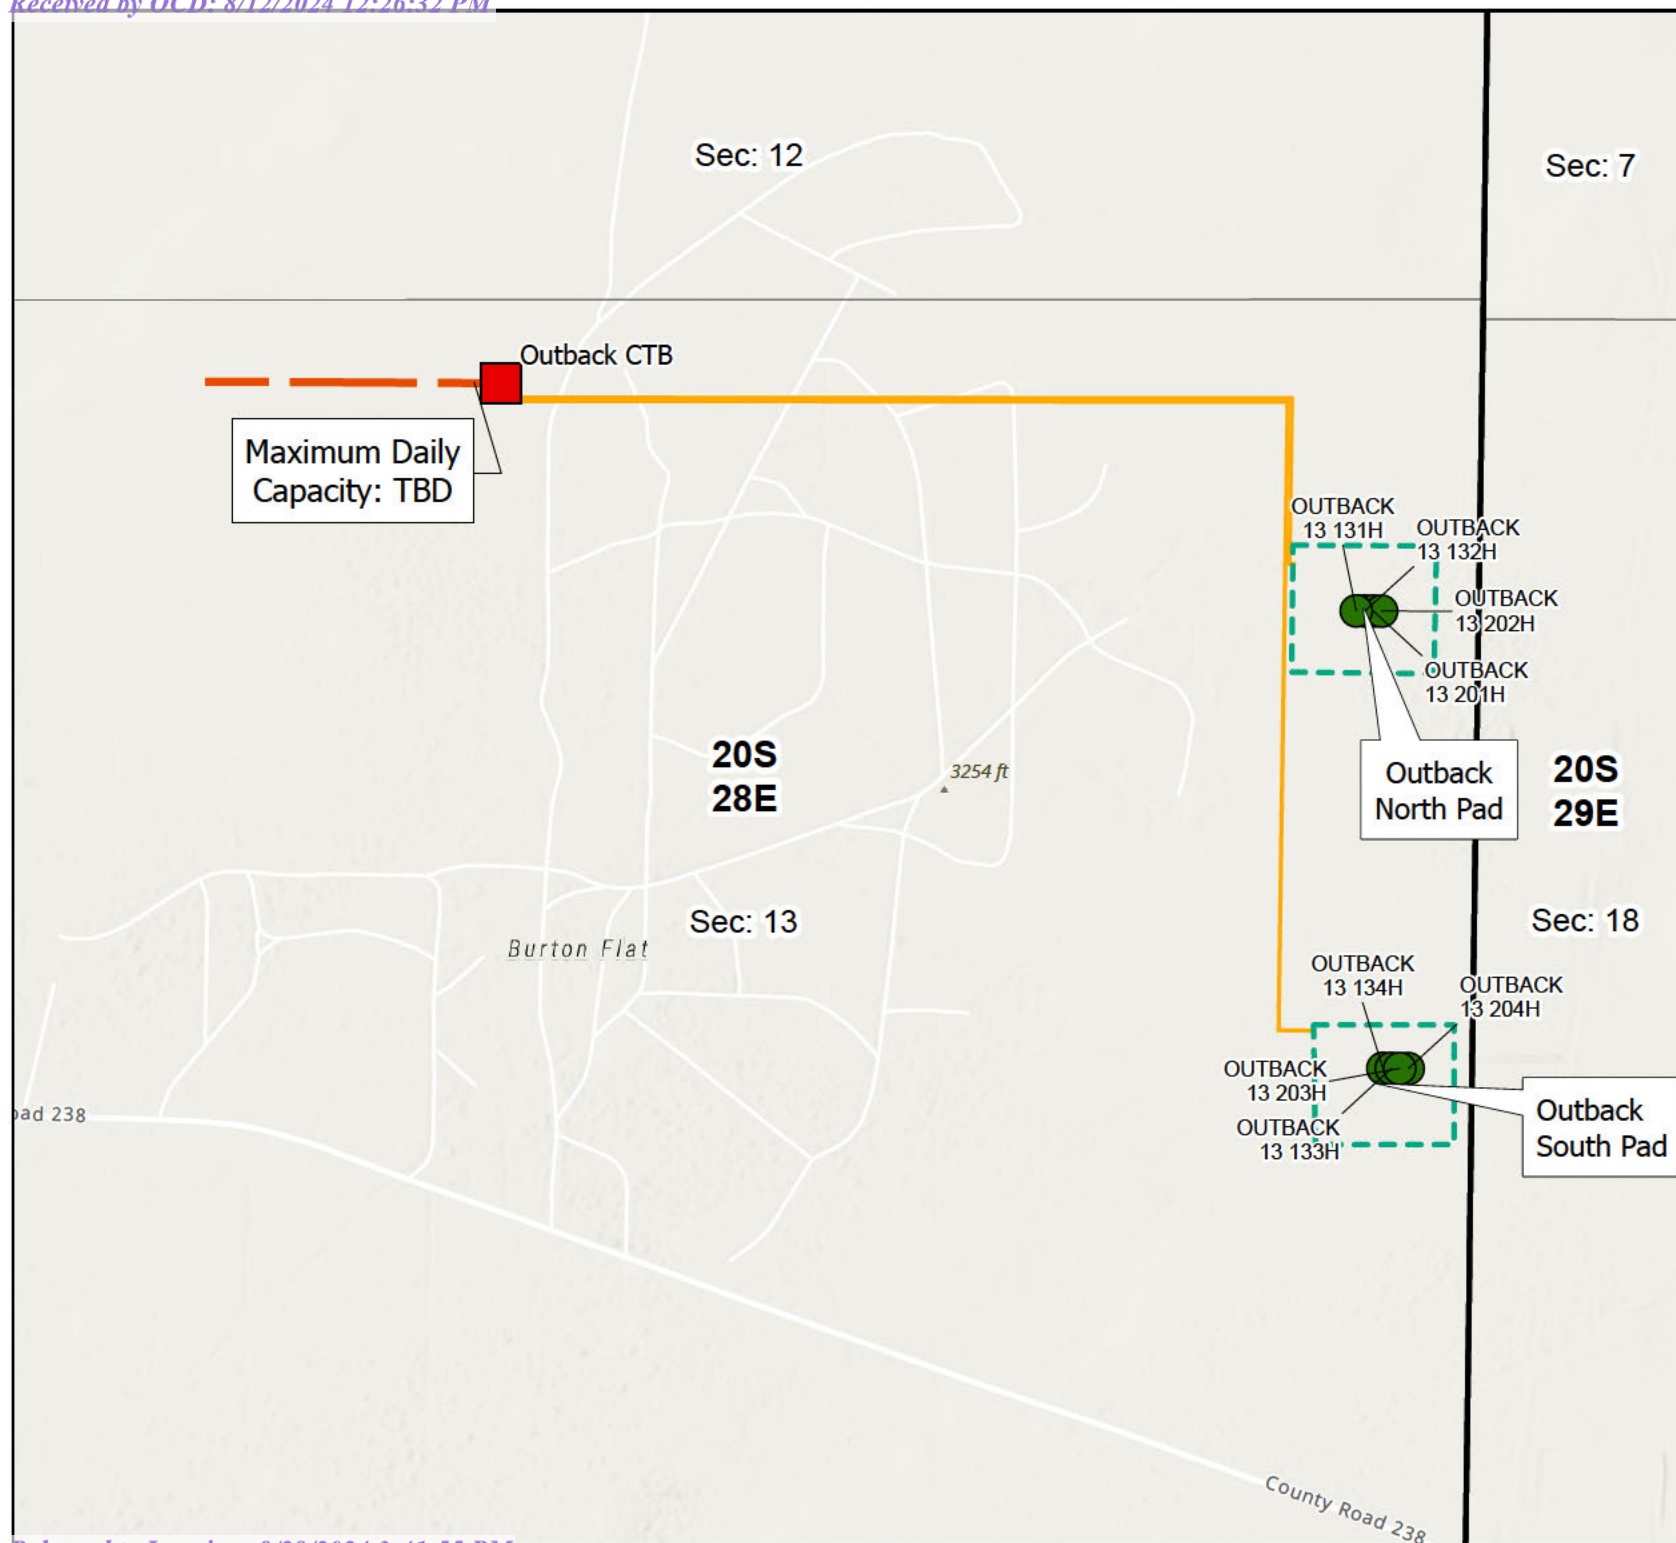 Received by OCD: 8/12/2024 12:26:32 PM
Sec: 12
Sec: 7
Outback CTB
Maximum Daily
Capacity: TBD
OUTBACK
13 131H
OUTBACK
13 132H
OUTBACK
13 202H
OUTBACK
13 201H
20S
28E
3254 ft
Outback
North Pad
20S
29E
Sec: 13
Sec: 18
Burton Flat
OUTBACK
13 134H
OUTBACK
13 204H
OUTBACK
13 203H
OUTBACK
13 133H
Outback
South Pad
oad 238
County Road 238